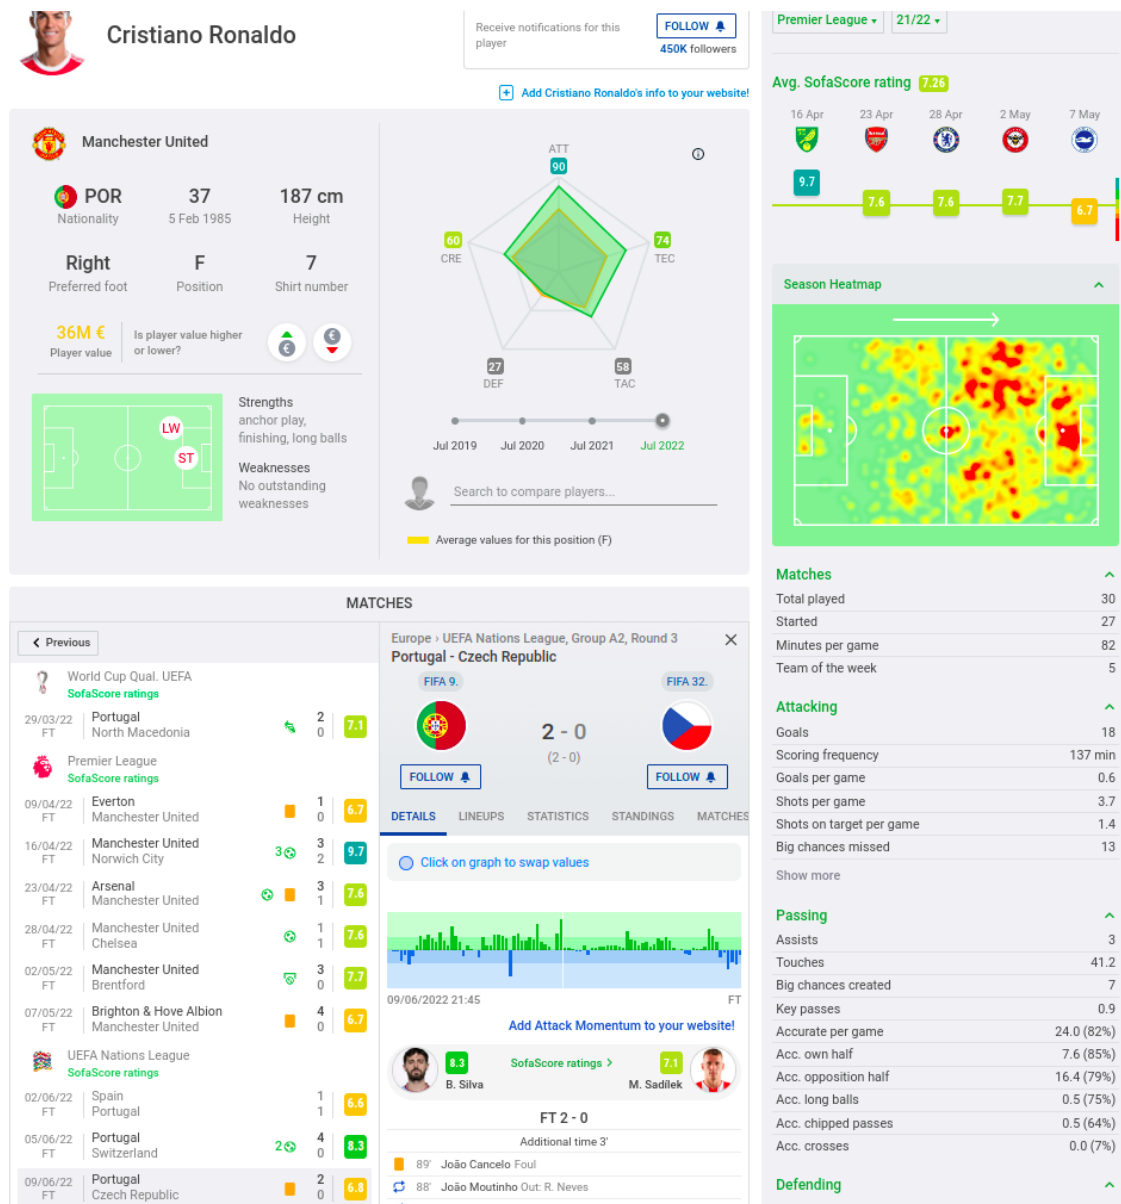 Cristiano Ronaldo
Receive notifications for this
player
FOLLOW
450K followers
Add Cristiano Ronaldo's info to your website!
Manchester United
POR
Nationality
37
5 Feb 1985
187 cm
Height
Right
Preferred foot
F
Position
7
Shirt number
36M €
Player value
Is player value higher
or lower?
€
€
LW
ST
Strengths
anchor play,
finishing, long balls
Weaknesses
No outstanding
weaknesses
ATT
90
60
CRE
74
TEC
27
DEF
58
TAC
Jul 2019
Jul 2020
Jul 2021
Jul 2022
Search to compare players...
Average values for this position (F)
MATCHES
Previous
World Cup Qual. UEFA
SofaScore ratings
29/03/22 Portugal 2 7.1
FT North Macedonia 0
Premier League
SofaScore ratings
09/04/22 Everton 1 6.7
FT Manchester United 0
16/04/22 Manchester United 3 3 9.7
FT Norwich City 2
23/04/22 Arsenal 3 7.6
FT Manchester United 1
28/04/22 Manchester United 1 7.6
FT Chelsea 1
02/05/22 Manchester United 3 7.7
FT Brentford 0
07/05/22 Brighton & Hove Albion 4 6.7
FT Manchester United 0
UEFA Nations League
SofaScore ratings
02/06/22 Spain 1 6.6
FT Portugal 1
05/06/22 Portugal 2 4 8.3
FT Switzerland 0
09/06/22 Portugal 2 6.8
FT Czech Republic 0
Europe › UEFA Nations League, Group A2, Round 3
Portugal - Czech Republic
FIFA 9.
FIFA 32.
2 - 0
(2 - 0)
FOLLOW
FOLLOW
DETAILS LINEUPS STATISTICS STANDINGS MATCHES
Click on graph to swap values
09/06/2022 21:45 FT
Add Attack Momentum to your website!
8.3
B. Silva
SofaScore ratings >
7.1
M. Sadílek
FT 2 - 0
Additional time 3'
89' João Cancelo Foul
88' João Moutinho Out: R. Neves
Premier League
21/22
Avg. SofaScore rating 7.26
16 Apr 23 Apr 28 Apr 2 May 7 May
Arsenal
9.7 7.6 7.6 7.7 6.7
Season Heatmap
Matches
Total played 30
Started 27
Minutes per game 82
Team of the week 5
Attacking
Goals 18
Scoring frequency 137 min
Goals per game 0.6
Shots per game 3.7
Shots on target per game 1.4
Big chances missed 13
Show more
Passing
Assists 3
Touches 41.2
Big chances created 7
Key passes 0.9
Accurate per game 24.0 (82%)
Acc. own half 7.6 (85%)
Acc. opposition half 16.4 (79%)
Acc. long balls 0.5 (75%)
Acc. chipped passes 0.5 (64%)
Acc. crosses 0.0 (7%)
Defending